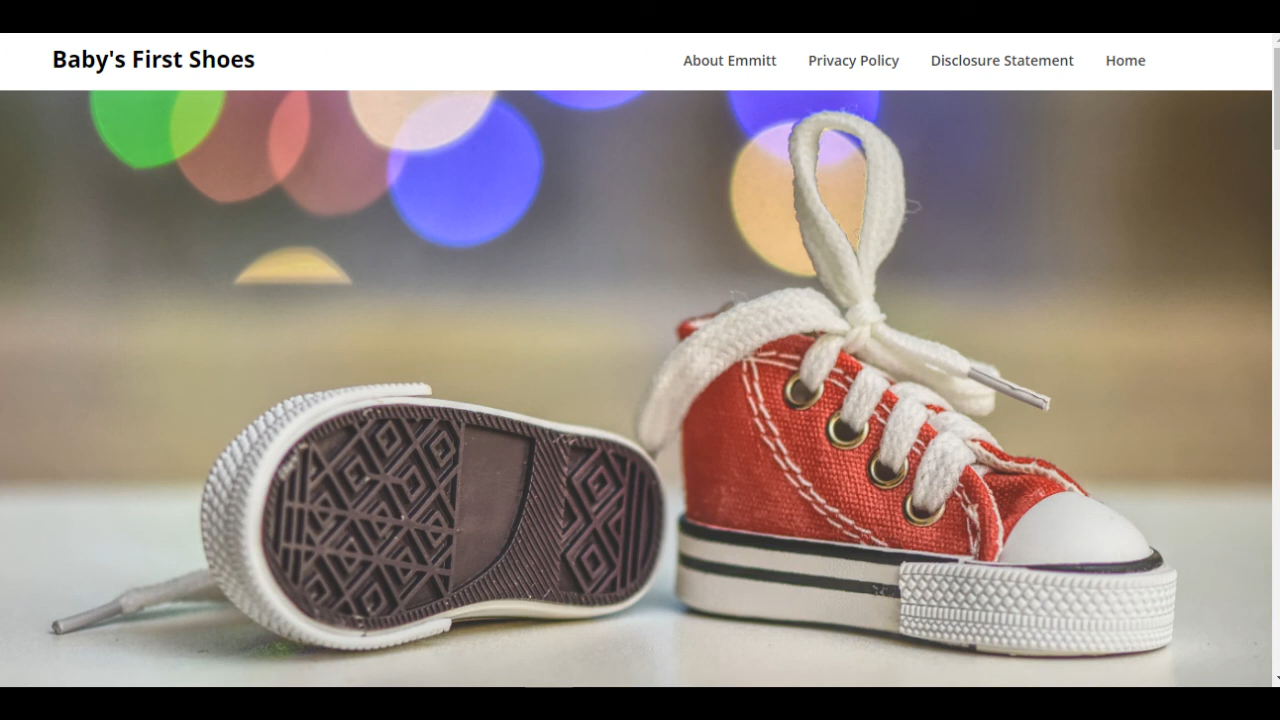 Baby's First Shoes
About Emmitt Privacy Policy Disclosure Statement Home